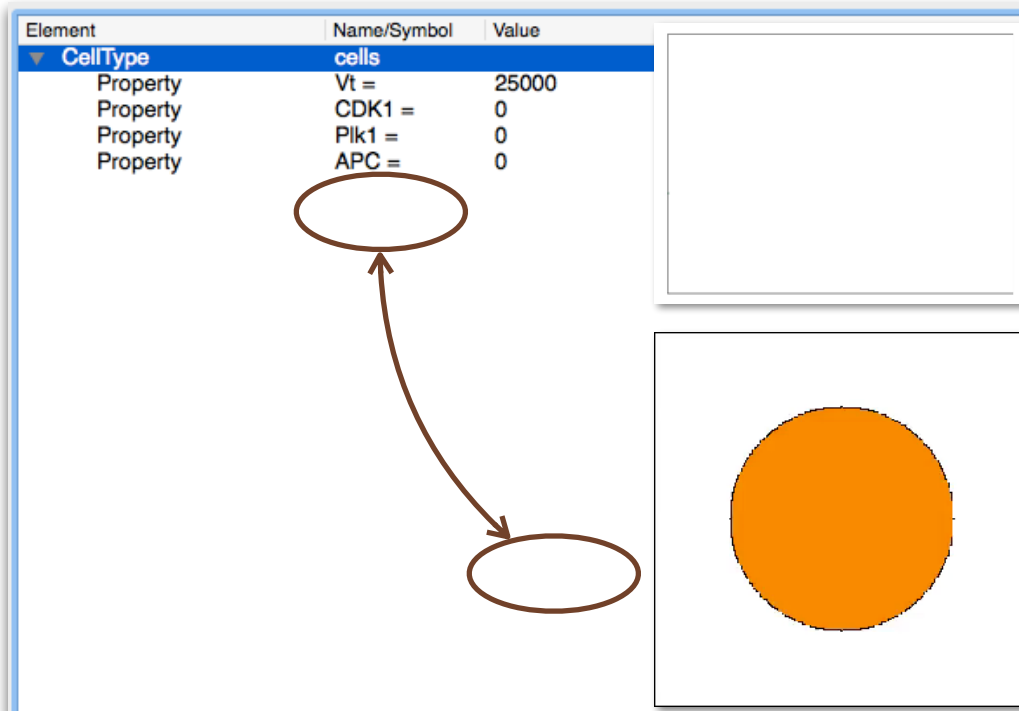 Element Name/Symbol Value
CellType cells
Property Vt = 25000
Property CDK1 = 0
Property Plk1 = 0
Property APC = 0